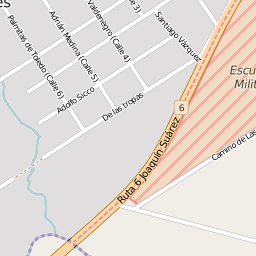 es
Palmitas de
Toledo (Calle 6)
Adrián Medina (Calle 5)
Valdenegro (Calle 4)
Santiago Vázquez
Adolfo Sicco
De las tropas
6
Escu
Milit
Camino de Las
Ruta 6 Joaquín Suárez